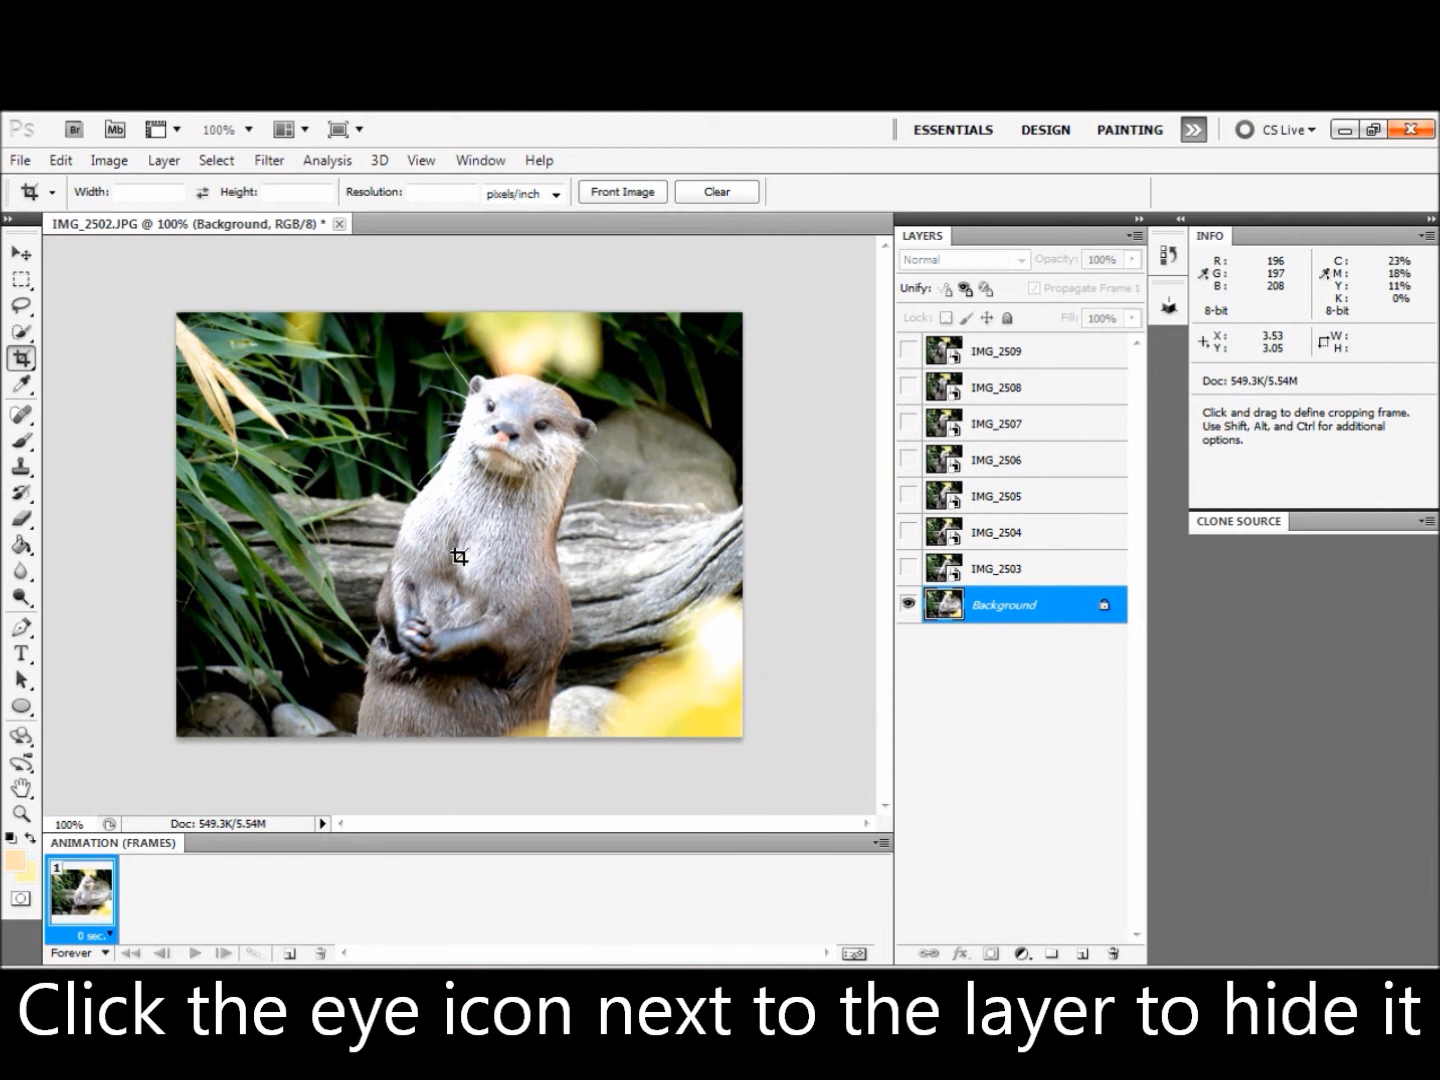 Ps Br Mb 100% ESSENTIALS DESIGN PAINTING CS Live
File Edit Image Layer Select Filter Analysis 3D View Window Help
Width: Height: Resolution: pixels/inch Front Image Clear
IMG_2502.JPG @ 100% (Background, RGB/8) *
LAYERS
Normal Opacity: 100%
Unify: Propagate Frame 1
Lock: Fill: 100%
IMG_2509
IMG_2508
IMG_2507
IMG_2506
IMG_2505
IMG_2504
IMG_2503
Background
INFO
R: 196 C: 23%
G: 197 M: 18%
B: 208 Y: 11%
K: 0%
8-bit 8-bit
X: 3.53 W:
Y: 3.05 H:
Doc: 549.3K/5.54M
Click and drag to define cropping frame.
Use Shift, Alt, and Ctrl for additional
options.
CLONE SOURCE
T
100% Doc: 549.3K/5.54M
ANIMATION (FRAMES)
1
0 sec.
Forever
fx.
Click the eye icon next to the layer to hide it